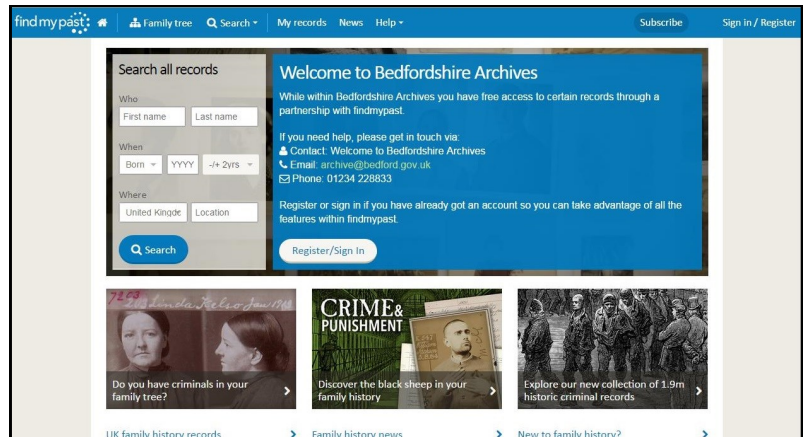 findmypast
Family tree
Search
My records
News
Help
Subscribe
Sign in / Register
Search all records
Who
First name
Last name
When
Born
YYYY
-/+ 2yrs
Where
United Kingdc
Location
Search
Welcome to Bedfordshire Archives
While within Bedfordshire Archives you have free access to certain records through a
partnership with findmypast.
If you need help, please get in touch via:
Contact: Welcome to Bedfordshire Archives
Email: archive@bedford.gov.uk
Phone: 01234 228833
Register or sign in if you have already got an account so you can take advantage of all the
features within findmypast.
Register/Sign In
Linda Kelso Jan
Do you have criminals in your
family tree?
CRIME &
PUNISHMENT
Discover the black sheep in your
family history
Explore our new collection of 1.9m
historic criminal records
UK family history records
Family history news
New to family history?